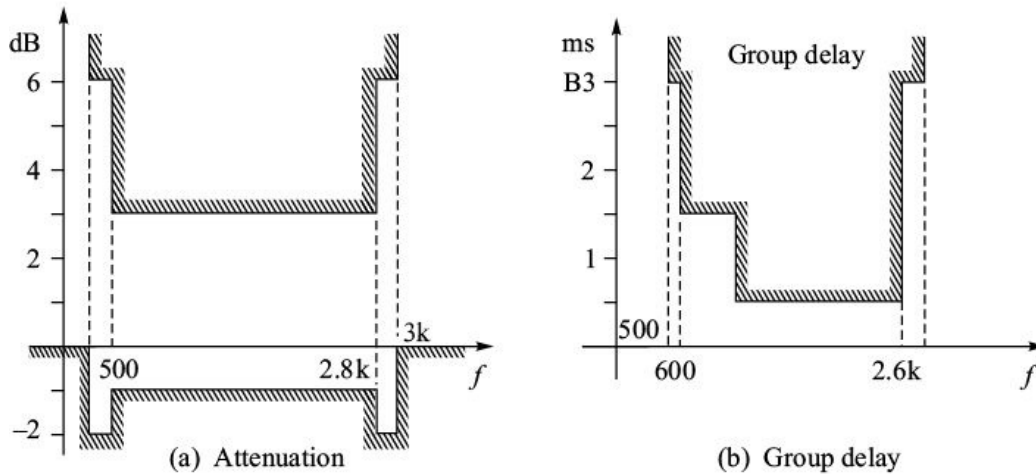 dB
6
4
2
-2
500
2.8k
3k
f
(a) Attenuation
ms
B3
2
1
Group delay
500
600
2.6k
f
(b) Group delay